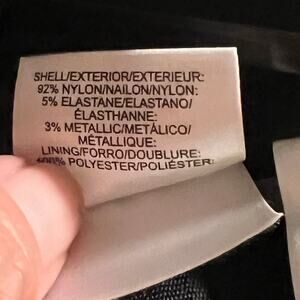 SHELL/EXTERIOR/EXTERIEUR:
92% NYLON/NAILON/NYLON:
5% ELASTANE/ELASTANO/
ÉLASTHANNE:
3% METALLIC/METÁLICO/
MÉTALLIQUE:
LINING/FORRO/DOUBLURE:
POLYESTER/POLIÉSTER: